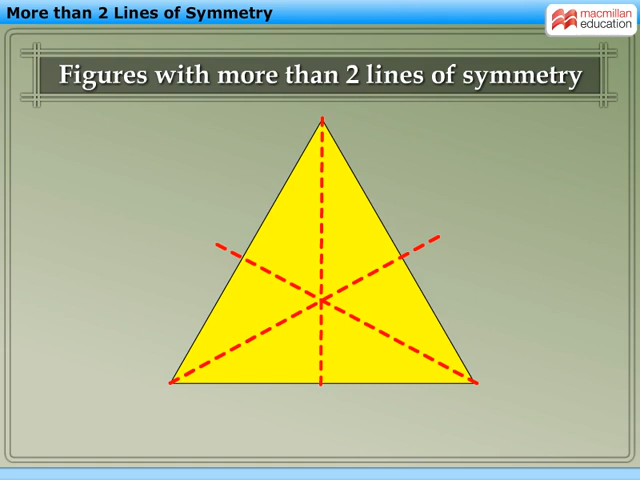 More than 2 Lines of Symmetry
macmillan
education
Figures with more than 2 lines of symmetry